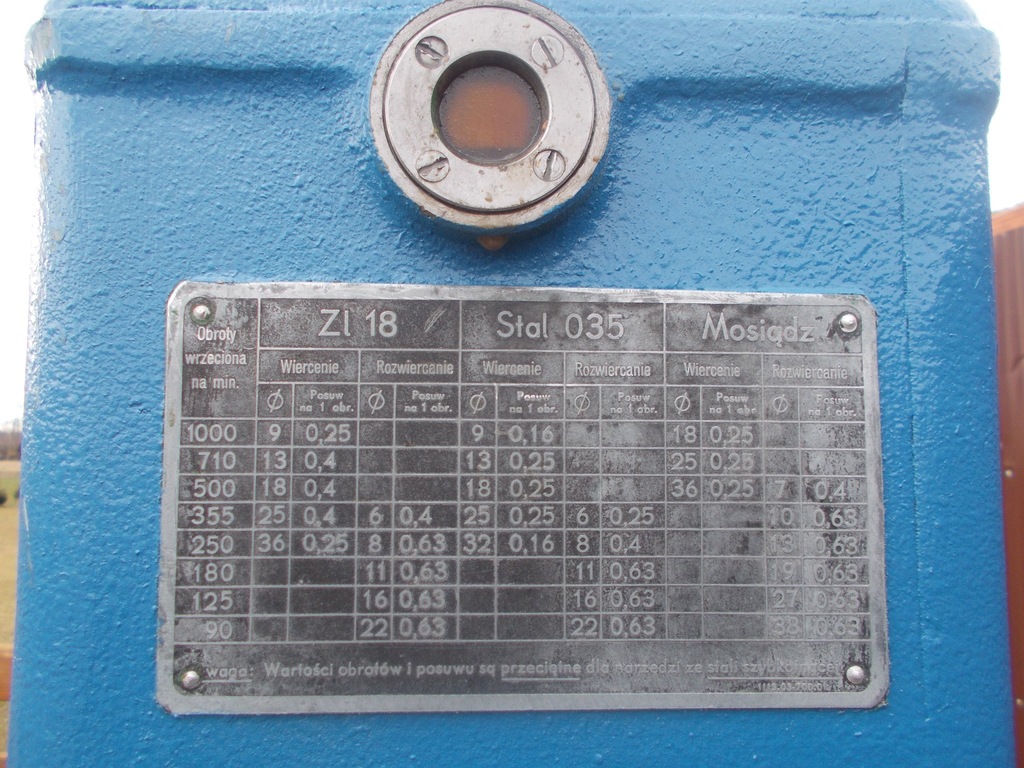 Obroty wrzeciona na min. Zl 18 Stal 035 Mosiądz
Wiercenie Rozwiercanie Wiercenie Rozwiercanie Wiercenie Rozwiercanie
∅ Posuw na 1 obr. ∅ Posuw na 1 obr. ∅ Posuw na 1 obr. ∅ Posuw na 1 obr. ∅ Posuw na 1 obr. ∅ Posuw na 1 obr.
1000 9 0,25 9 0,16 18 0,25
710 13 0,4 13 0,25 25 0,25
500 18 0,4 18 0,25 36 0,25 7 0,4
355 25 0,4 6 0,4 25 0,25 6 0,25 10 0,63
250 36 0,25 8 0,63 32 0,16 8 0,4 13 0,63
180 11 0,63 11 0,63 19 0,63
125 16 0,63 16 0,63 27 0,63
90 22 0,63 22 0,63 38 0,63
waga: Wartości obrotów i posuwu są przeciętne dla narzędzi ze stali szybkotnącej